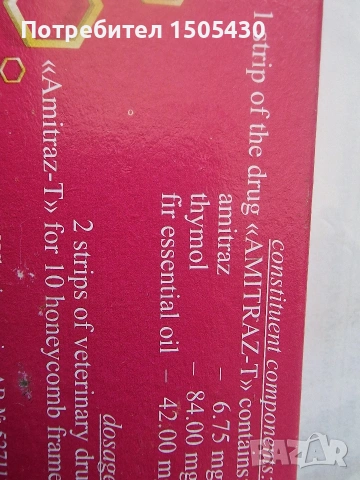 Потребител 1505430
constituent components:
1 strip of the drug «AMITRAZ-T» contains
amitraz – 6.75 mg
thymol – 84.00 mg
fir essential oil – 42.00 m
dosage
2 strips of veterinary dru
«Amitraz-T» for 10 honeycomb frame
BAZAR